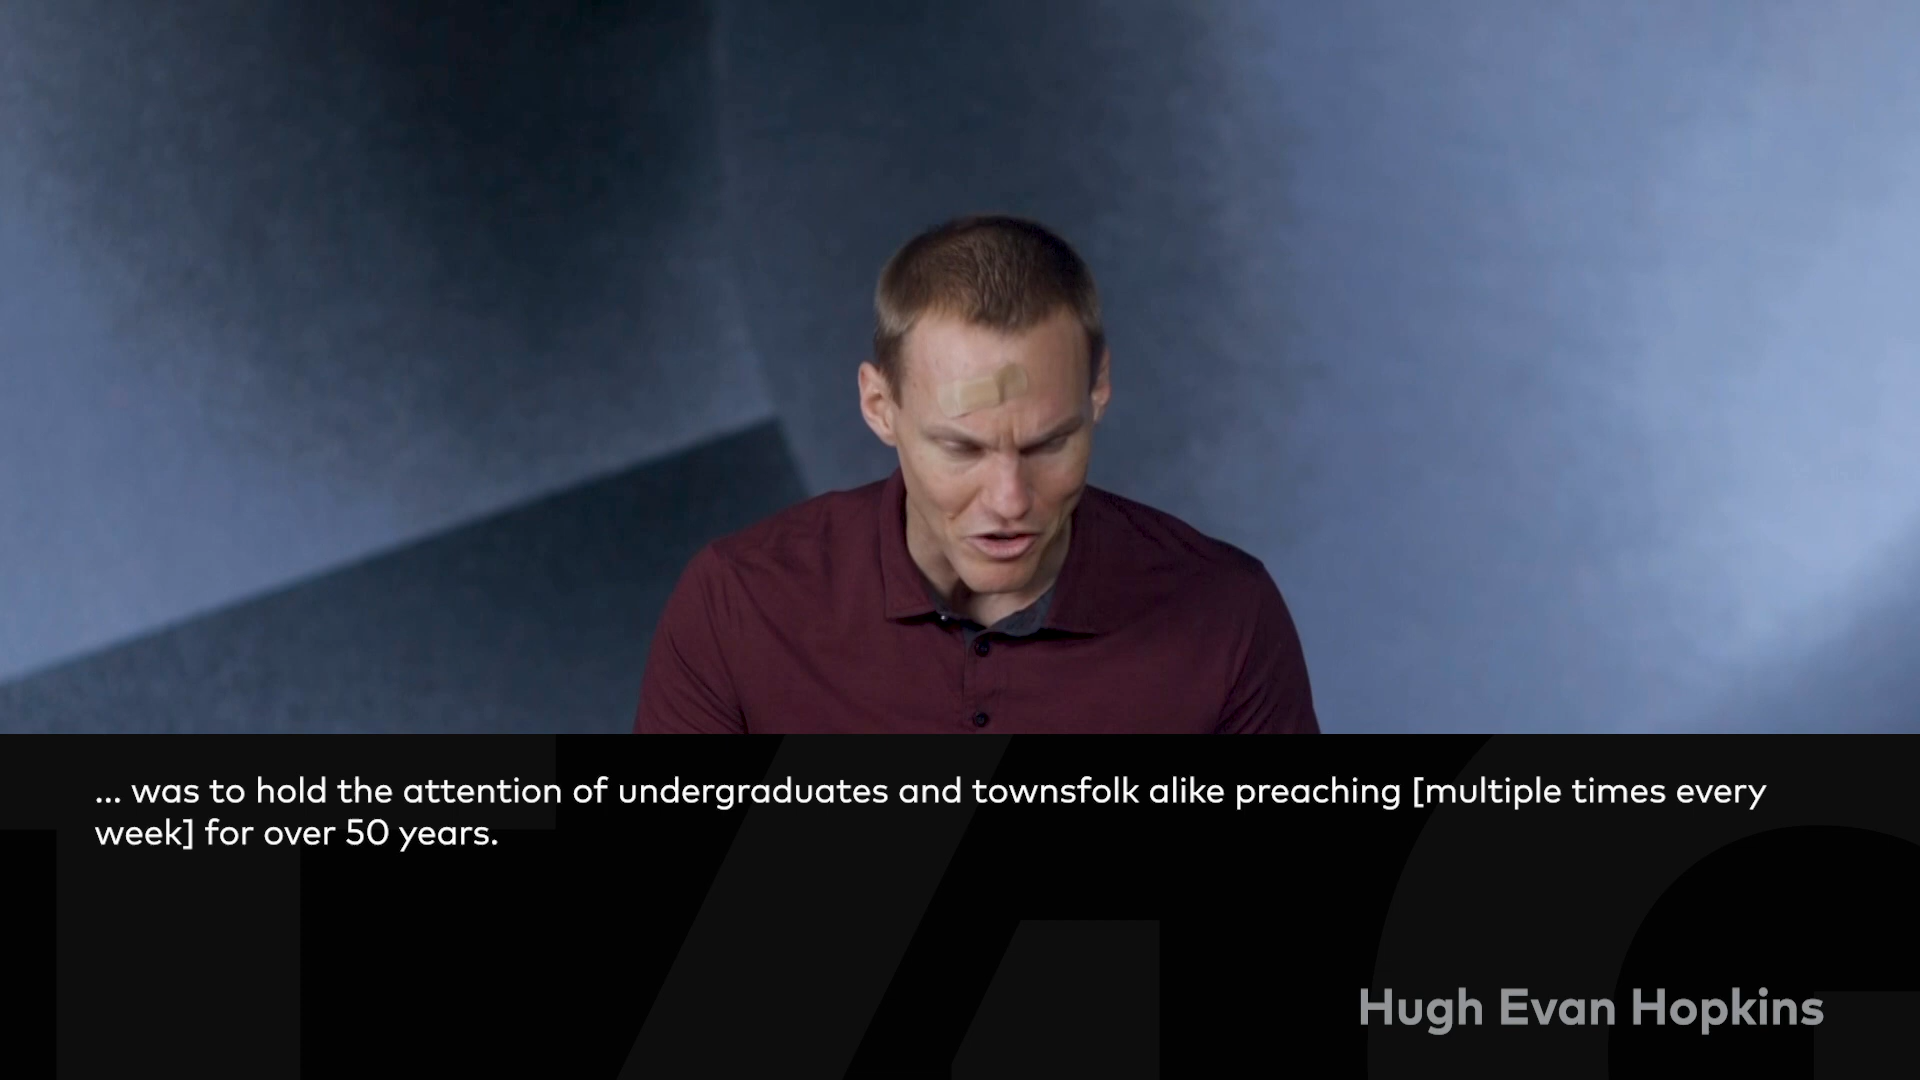 ... was to hold the attention of undergraduates and townsfolk alike preaching [multiple times every
week] for over 50 years.
Hugh Evan Hopkins